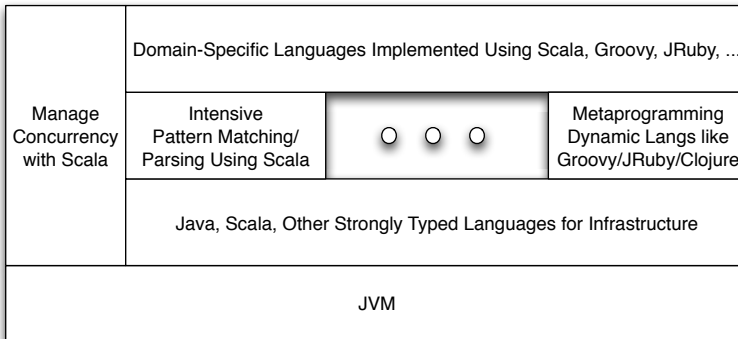 Domain-Specific Languages Implemented Using Scala, Groovy, JRuby, ...
Manage
Concurrency
with Scala
Intensive
Pattern Matching/
Parsing Using Scala
Metaprogramming
Dynamic Langs like
Groovy/JRuby/Clojure
Java, Scala, Other Strongly Typed Languages for Infrastructure
JVM